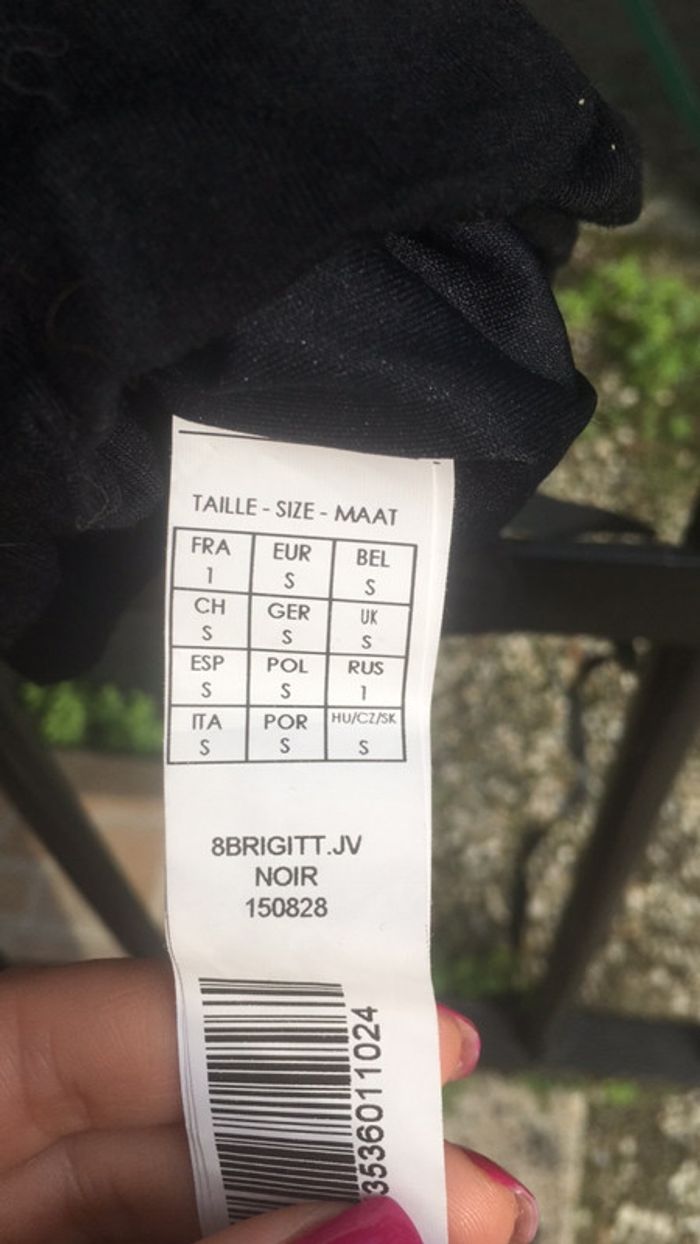 TAILLE - SIZE - MAAT
FRA EUR BEL
1 S S
CH GER UK
S S S
ESP POL RUS
S S 1
ITA POR HU/CZ/SK
S S S
8BRIGITT.JV
NOIR
150828
3536011024